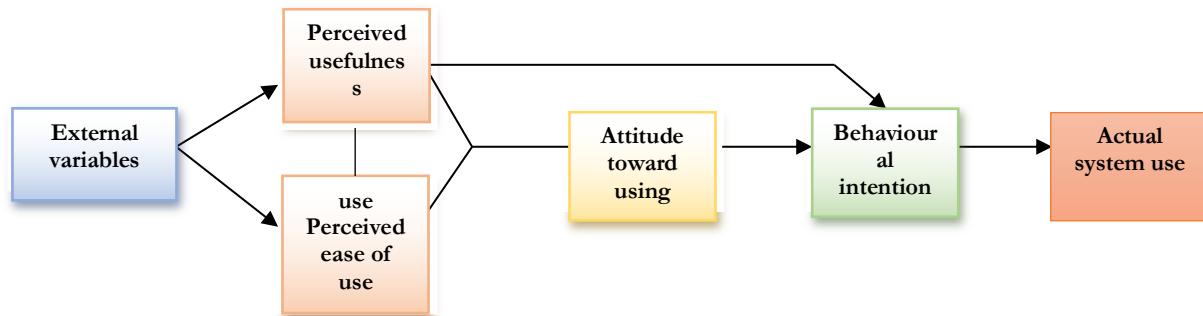 External
variables
Perceived
usefulnes
s
use
Perceived
ease of
use
Attitude
toward
using
Behaviour
al
intention
Actual
system use